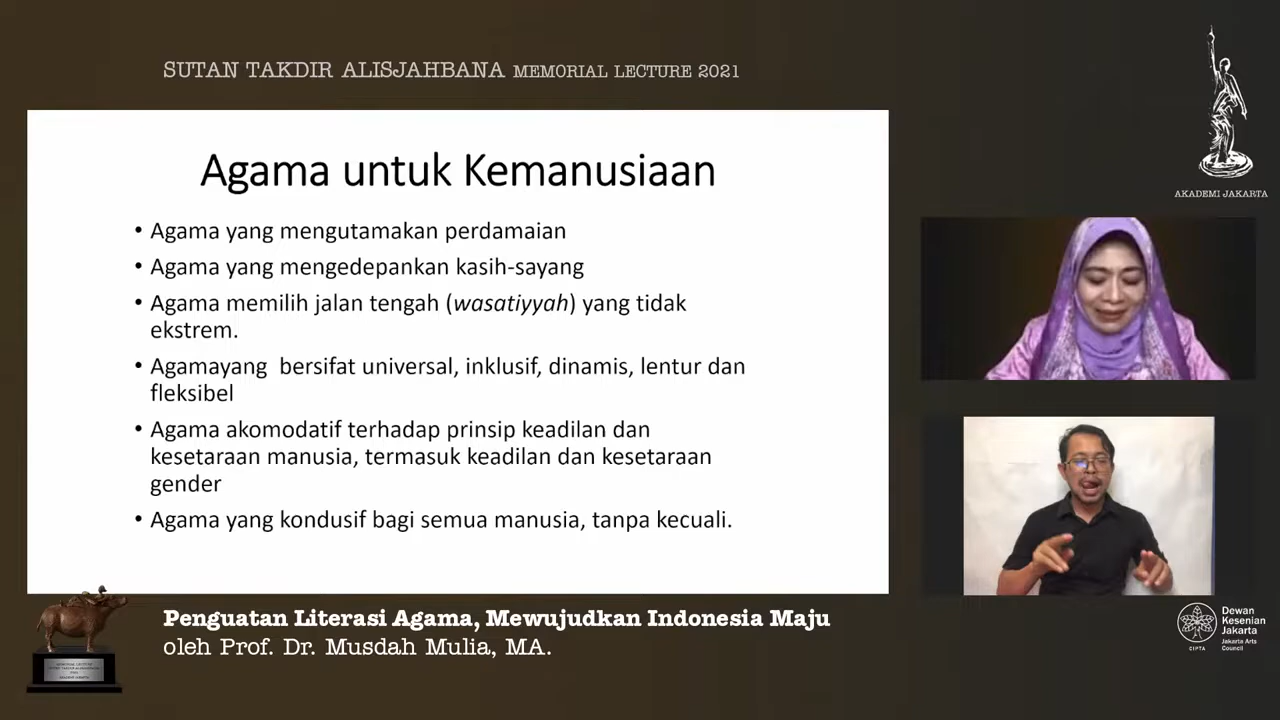 SUTAN TAKDIR ALISJAHBANA MEMORIAL LECTURE 2021
AKADEMI JAKARTA
Agama untuk Kemanusiaan
• Agama yang mengutamakan perdamaian
• Agama yang mengedepankan kasih-sayang
• Agama memilih jalan tengah (wasatiyyah) yang tidak
ekstrem.
• Agamayang bersifat universal, inklusif, dinamis, lentur dan
fleksibel
• Agama akomodatif terhadap prinsip keadilan dan
kesetaraan manusia, termasuk keadilan dan kesetaraan
gender
• Agama yang kondusif bagi semua manusia, tanpa kecuali.
Penguatan Literasi Agama, Mewujudkan Indonesia Maju
oleh Prof. Dr. Musdah Mulia, MA.
CIPTA
Dewan
Kesenian
Jakarta
Jakarta Arts
Council